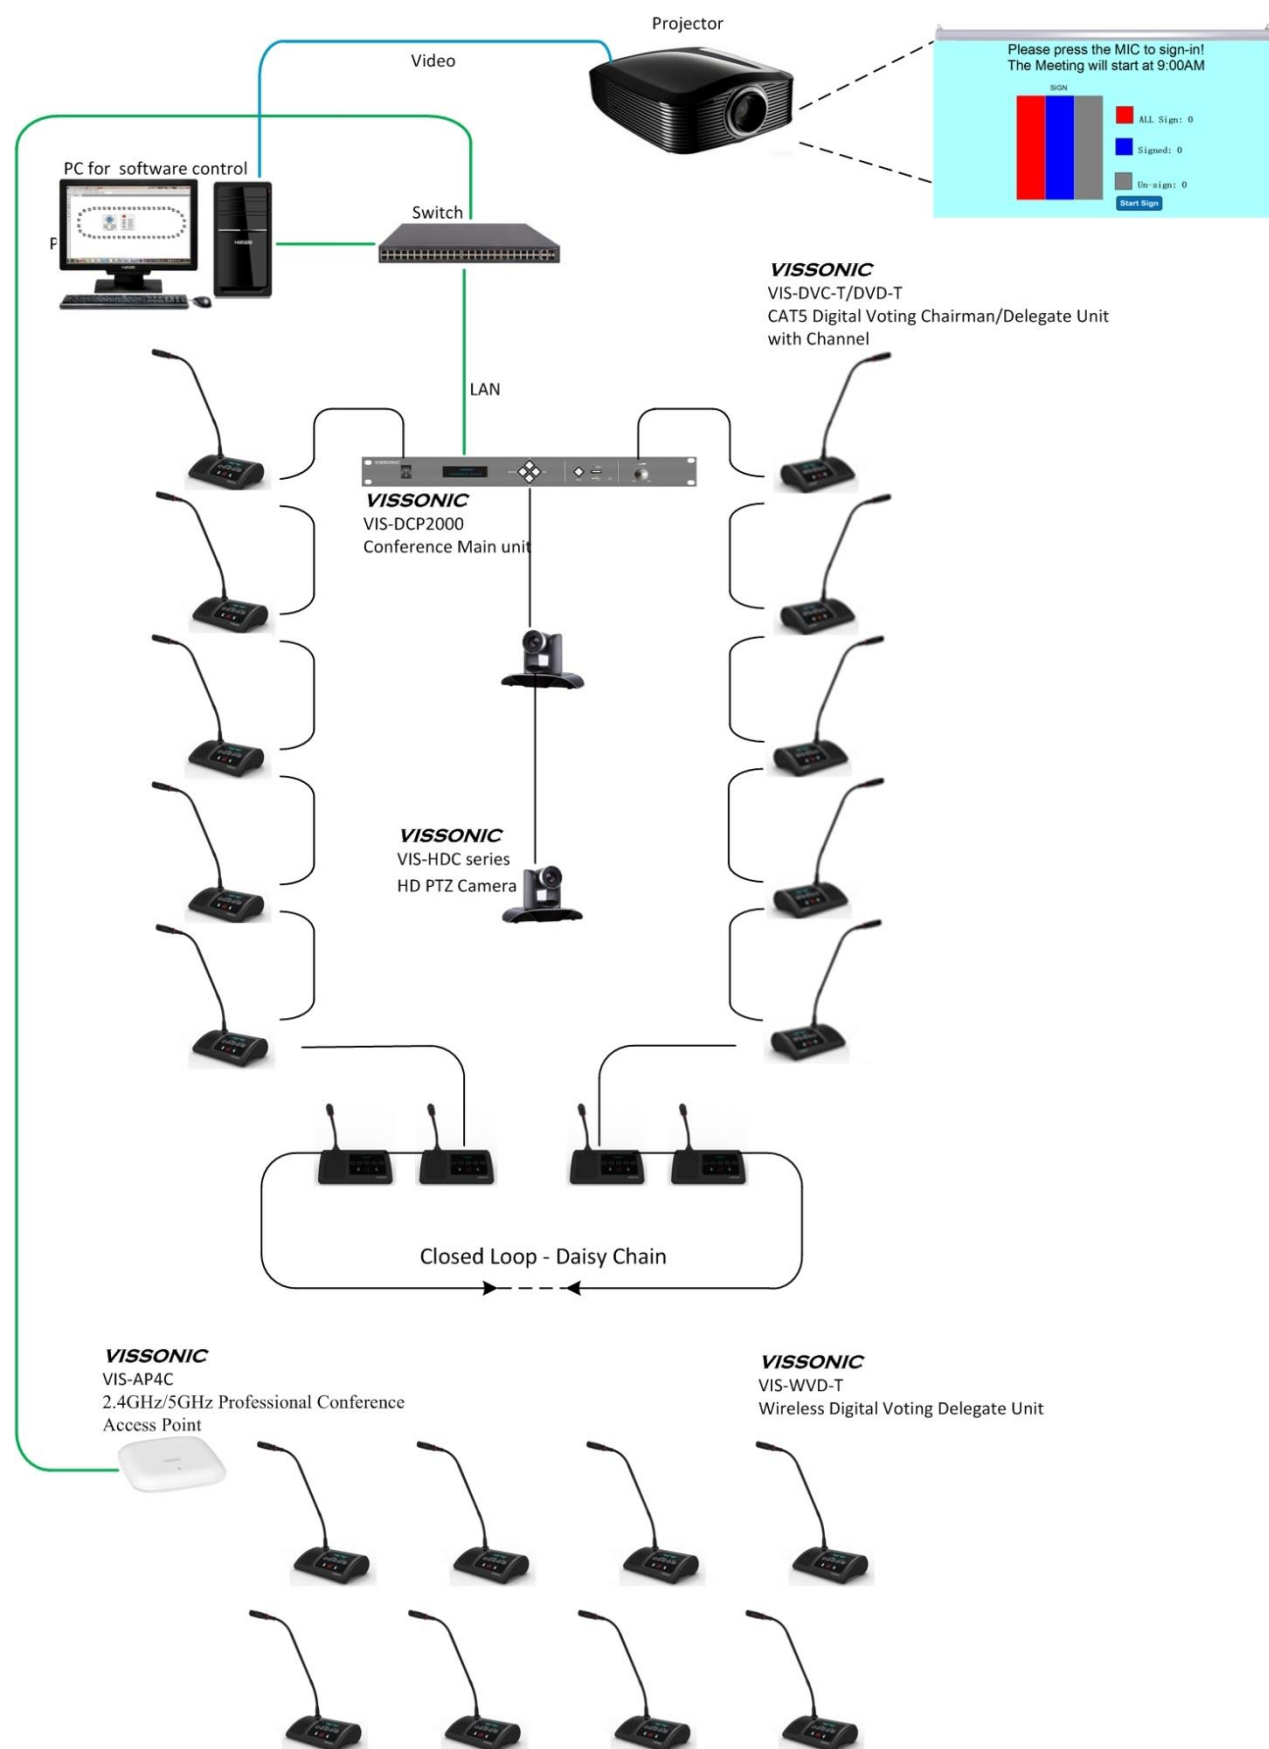 Projector
Video
Please press the MIC to sign-in!
The Meeting will start at 9:00AM
SIGN
ALL Sign: 0
Signed: 0
Un-sign: 0
Start Sign
PC for software control
P
Switch
VISSONIC
VIS-DVC-T/DVD-T
CAT5 Digital Voting Chairman/Delegate Unit
with Channel
LAN
VISSONIC
VISSONIC
VIS-DCP2000
Conference Main unit
VISSONIC
VIS-HDC series
HD PTZ Camera
Closed Loop - Daisy Chain
VISSONIC
VIS-AP4C
2.4GHz/5GHz Professional Conference
Access Point
VISSONIC
VIS-WVD-T
Wireless Digital Voting Delegate Unit